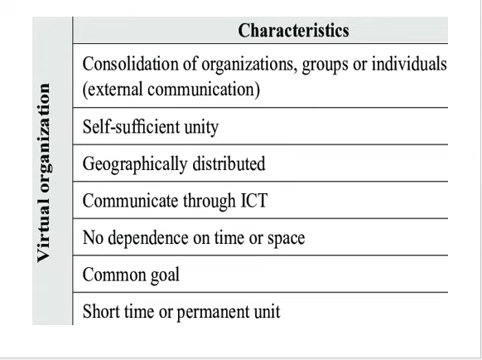 Characteristics
Virtual organization
Consolidation of organizations, groups or individuals
(external communication)
Self-sufficient unity
Geographically distributed
Communicate through ICT
No dependence on time or space
Common goal
Short time or permanent unit